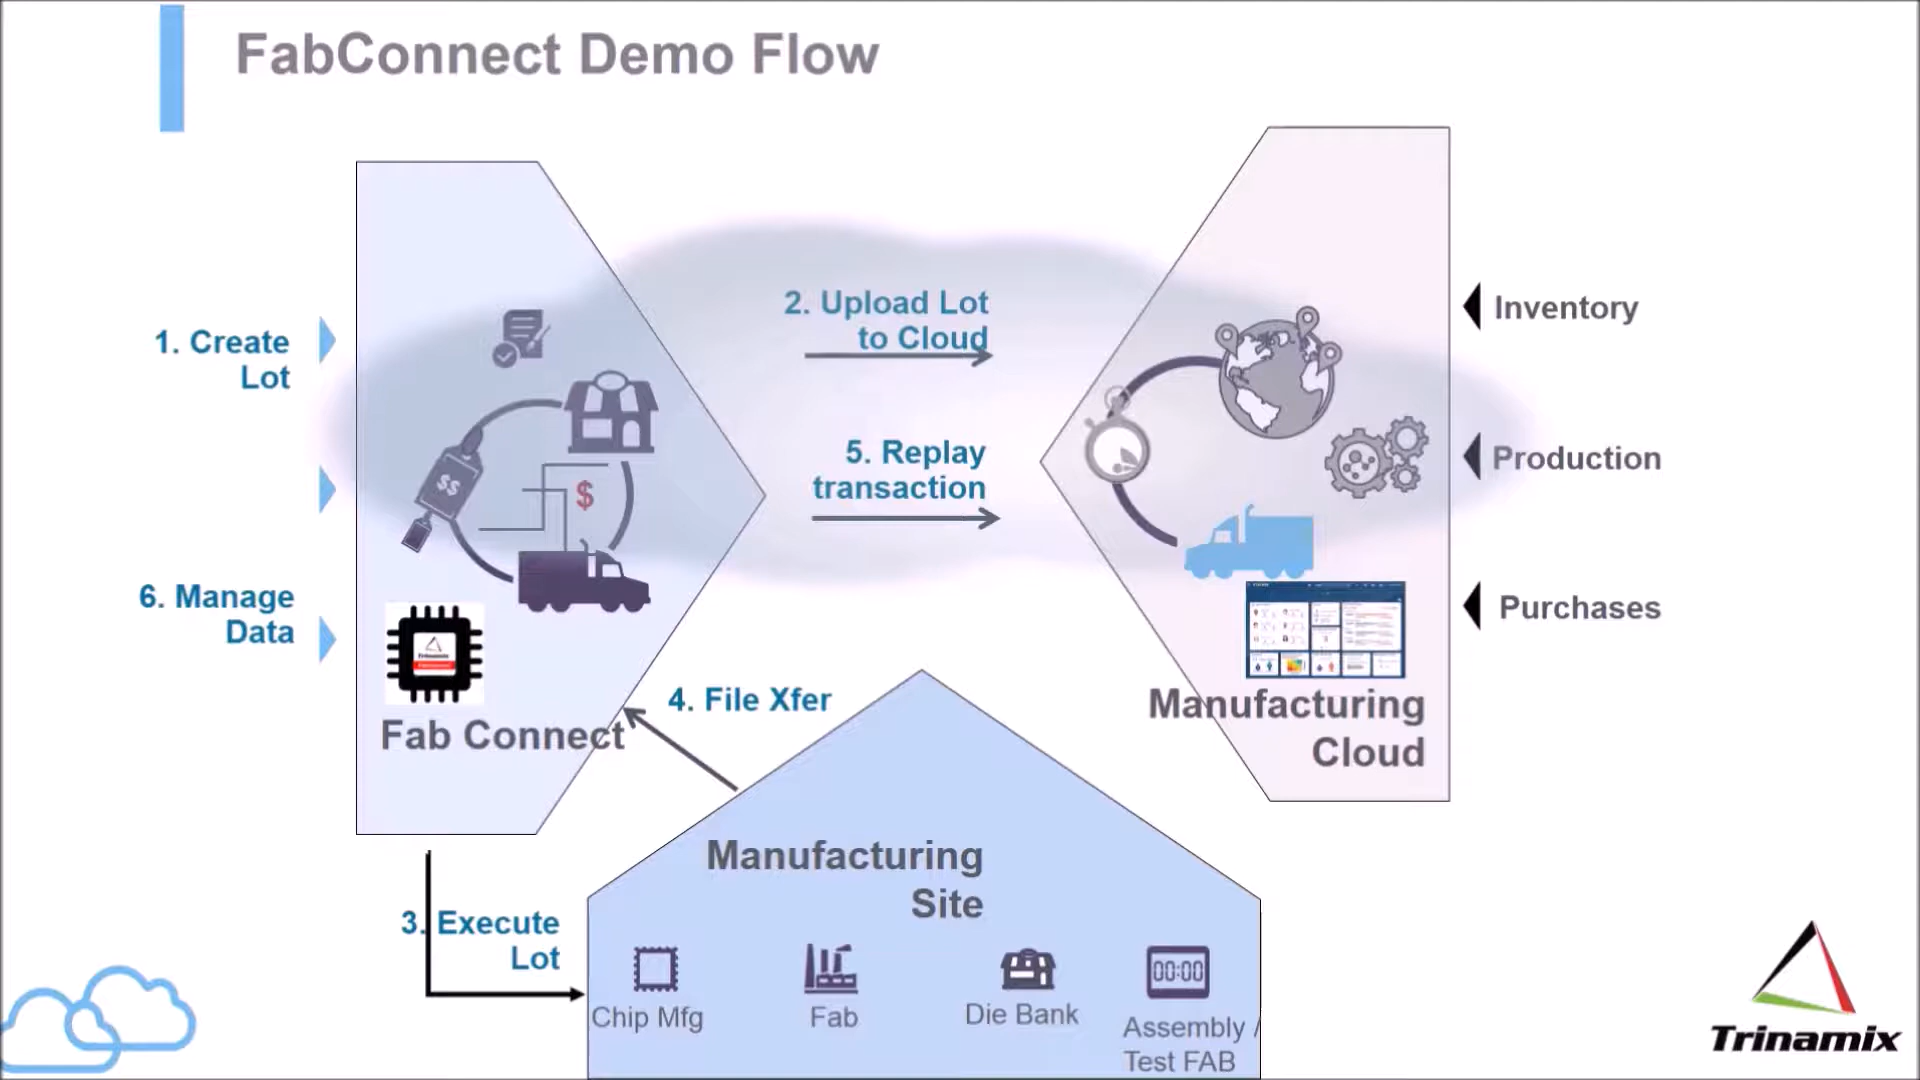 FabConnect Demo Flow
1. Create
Lot
2. Upload Lot
to Cloud
Inventory
5. Replay
transaction
Production
$$
$
6. Manage
Data
Purchases
Trinamix
Fab Connect
4. File Xfer
Manufacturing
Cloud
Manufacturing
Site
3. Execute
Lot
00:00
Chip Mfg
Fab
Die Bank
Assembly /
Test FAB
Trinamix